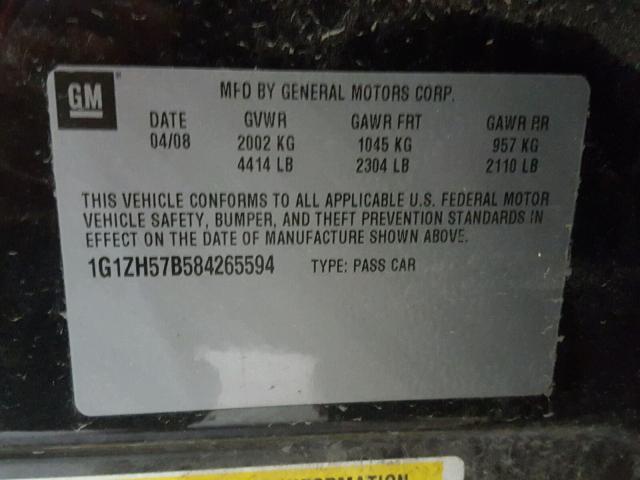 GM
MFD BY GENERAL MOTORS CORP.
DATE GVWR GAWR FRT GAWR RR
04/08 2002 KG 1045 KG 957 KG
4414 LB 2304 LB 2110 LB
THIS VEHICLE CONFORMS TO ALL APPLICABLE U.S. FEDERAL MOTOR
VEHICLE SAFETY, BUMPER, AND THEFT PREVENTION STANDARDS IN
EFFECT ON THE DATE OF MANUFACTURE SHOWN ABOVE.
1G1ZH57B584265594 TYPE: PASS CAR
INFORMATION